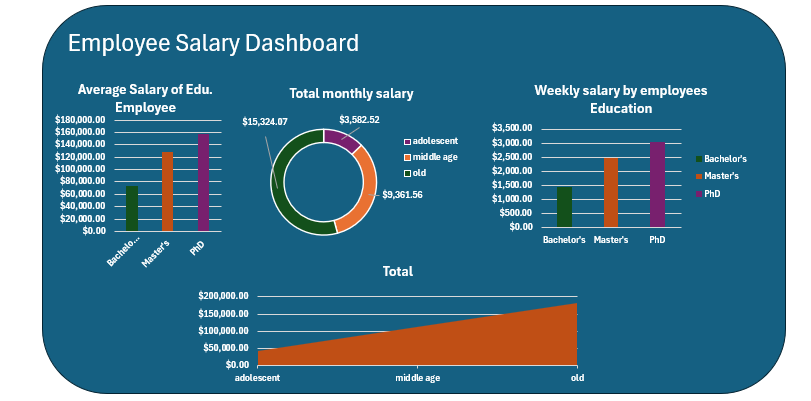 Employee Salary Dashboard
Average Salary of Edu.
Employee
$180,000.00
$160,000.00
$140,000.00
$120,000.00
$100,000.00
$80,000.00
$60,000.00
$40,000.00
$20,000.00
$0.00
Bachelo...
Master's
PhD
Total monthly salary
$15,324.07
$3,582.52
$9,361.56
adolescent
middle age
old
Weekly salary by employees
Education
$3,500.00
$3,000.00
$2,500.00
$2,000.00
$1,500.00
$1,000.00
$500.00
$0.00
Bachelor's
Master's
PhD
Bachelor's
Master's
PhD
Total
$200,000.00
$150,000.00
$100,000.00
$50,000.00
$0.00
adolescent
middle age
old